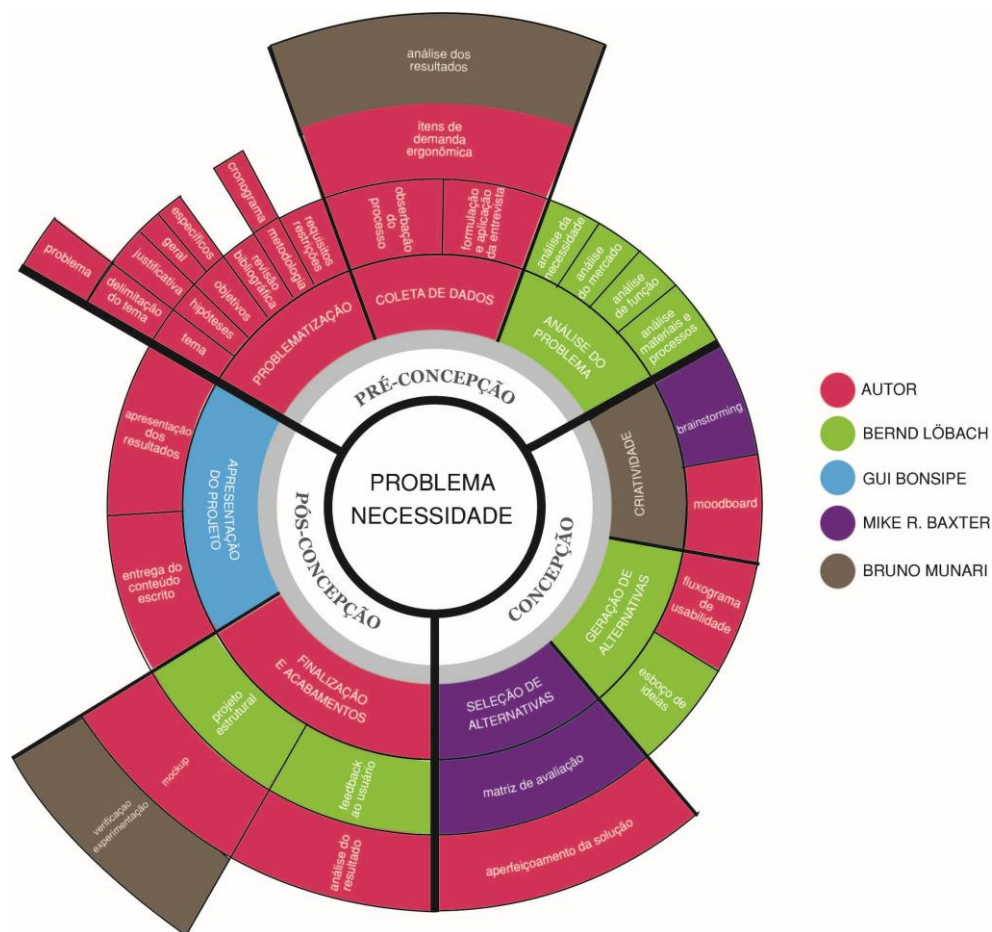 análise dos
resultados
itens de
demanda
ergonômica
obserbação
do
processo
formulação
e aplicação
da entrevista
COLETA DE DADOS
problema
delimitação
do tema
tema
justificativa
hipóteses
geral
específicos
objetivos
revisão
bibliográfica
cronograma
metodologia
requisitos
restrições
PROBLEMATIZAÇÃO
análise da
necessidade
análise
do mercado
análise
de função
análise
materiais e
processos
ANÁLISE DO
PROBLEMA
PRÉ-CONCEPÇÃO
PROBLEMA
NECESSIDADE
CONCEPÇÃO
PÓS-CONCEPÇÃO
brainstorming
moodboard
CRIATIVIDADE
fluxograma
de
usabilidade
esboço de
ideias
GERAÇÃO DE
ALTERNATIVAS
SELEÇÃO DE
ALTERNATIVAS
matriz de avaliação
aperfeiçoamento da solução
FINALIZAÇÃO
E ACABAMENTOS
projeto
estrutural
feedback
ao usuário
mockup
análise do
resultado
verificaçao
experimentação
APRESENTAÇÃO
DO PROJETO
apresentação
dos
resultados
entrega do
conteúdo
escrito
AUTOR
BERND LÖBACH
GUI BONSIPE
MIKE R. BAXTER
BRUNO MUNARI